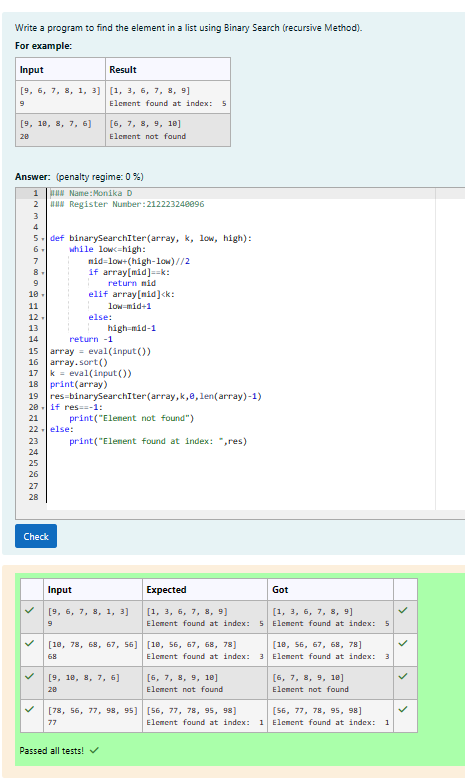 Write a program to find the element in a list using Binary Search (recursive Method).
For example:
Input Result
[9, 6, 7, 8, 1, 3] [1, 3, 6, 7, 8, 9]
9 Element found at index:  5
[9, 10, 8, 7, 6] [6, 7, 8, 9, 10]
20 Element not found
Answer: (penalty regime: 0 %)
1 ### Name:Monika D
2 ### Register Number:212223240096
3
4
5 def binarySearchIter(array, k, low, high):
6     while low<=high:
7         mid=low+(high-low)//2
8         if array[mid]==k:
9             return mid
10         elif array[mid]<k:
11             low=mid+1
12         else:
13             high=mid-1
14     return -1
15 array = eval(input())
16 array.sort()
17 k = eval(input())
18 print(array)
19 res=binarySearchIter(array,k,0,len(array)-1)
20 if res==-1:
21     print("Element not found")
22 else:
23     print("Element found at index: ",res)
24
25
26
27
28
Check
Input Expected Got
[9, 6, 7, 8, 1, 3] [1, 3, 6, 7, 8, 9] [1, 3, 6, 7, 8, 9]
9 Element found at index:  5 Element found at index:  5
[10, 78, 68, 67, 56] [10, 56, 67, 68, 78] [10, 56, 67, 68, 78]
68 Element found at index:  3 Element found at index:  3
[9, 10, 8, 7, 6] [6, 7, 8, 9, 10] [6, 7, 8, 9, 10]
20 Element not found Element not found
[78, 56, 77, 98, 95] [56, 77, 78, 95, 98] [56, 77, 78, 95, 98]
77 Element found at index:  1 Element found at index:  1
Passed all tests!